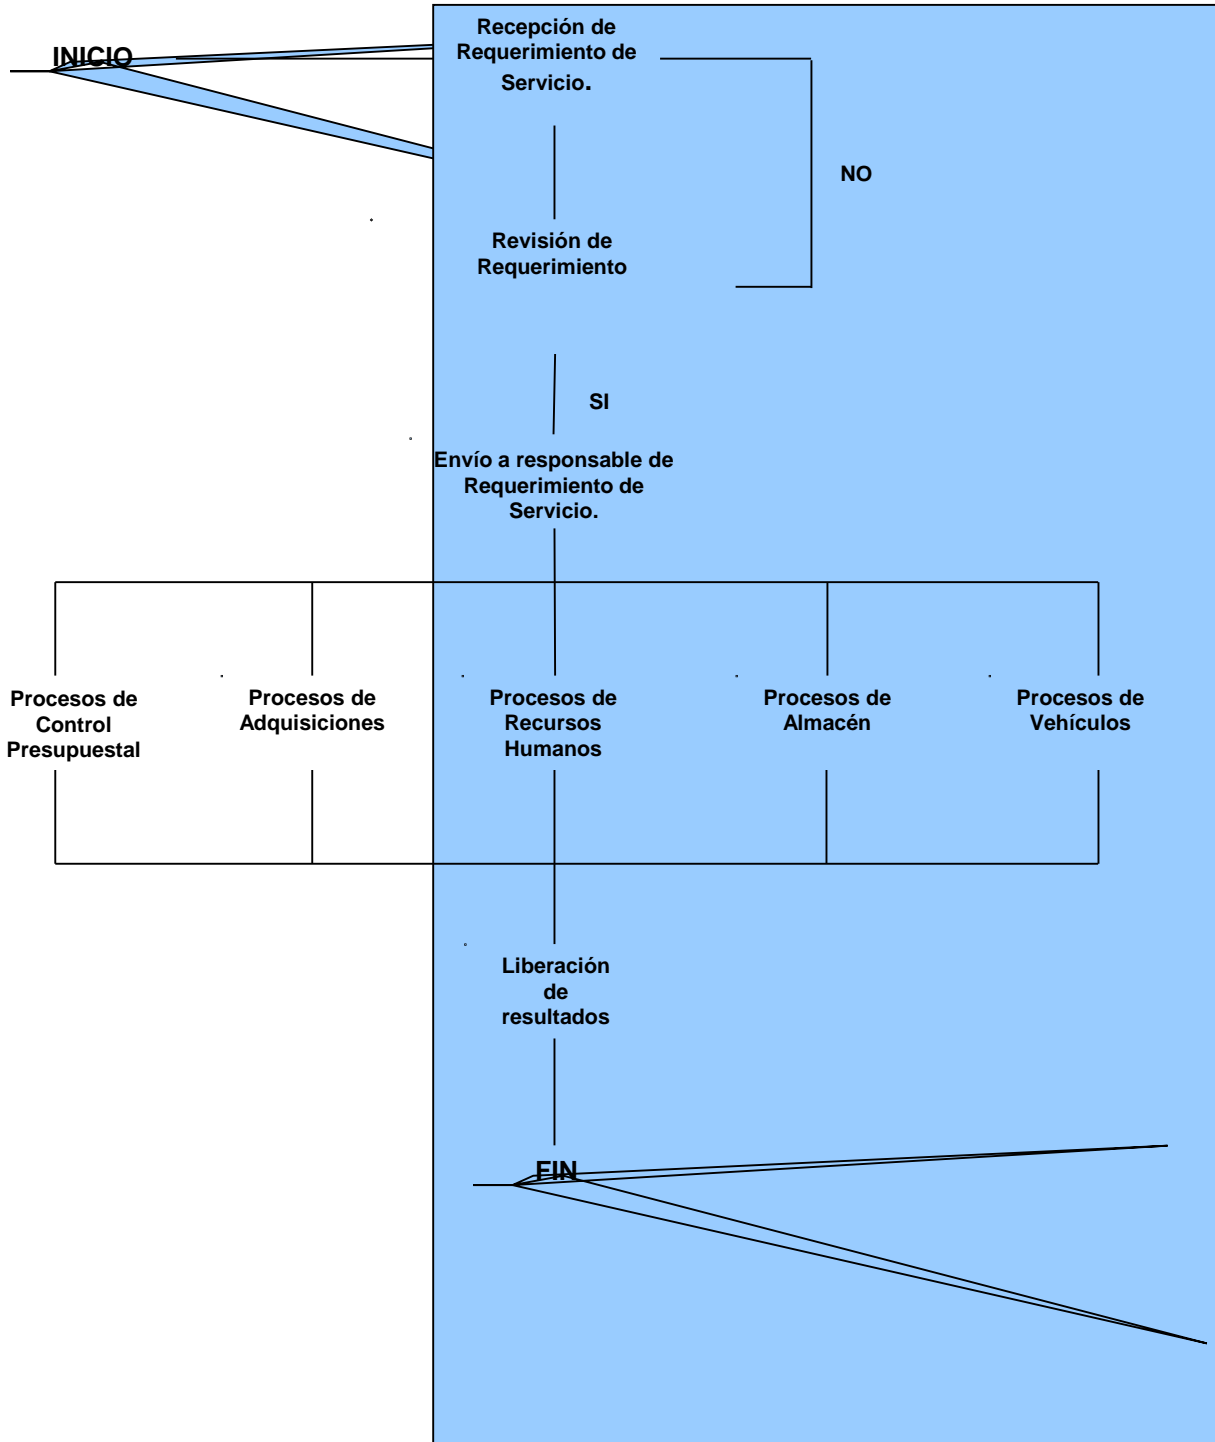 INICIO
Recepción de
Requerimiento de
Servicio.
NO
Revisión de
Requerimiento
SI
Envío a responsable de
Requerimiento de
Servicio.
Procesos de
Control
Presupuestal
Procesos de
Adquisiciones
Procesos de
Recursos
Humanos
Procesos de
Almacén
Procesos de
Vehículos
Liberación
de
resultados
FIN